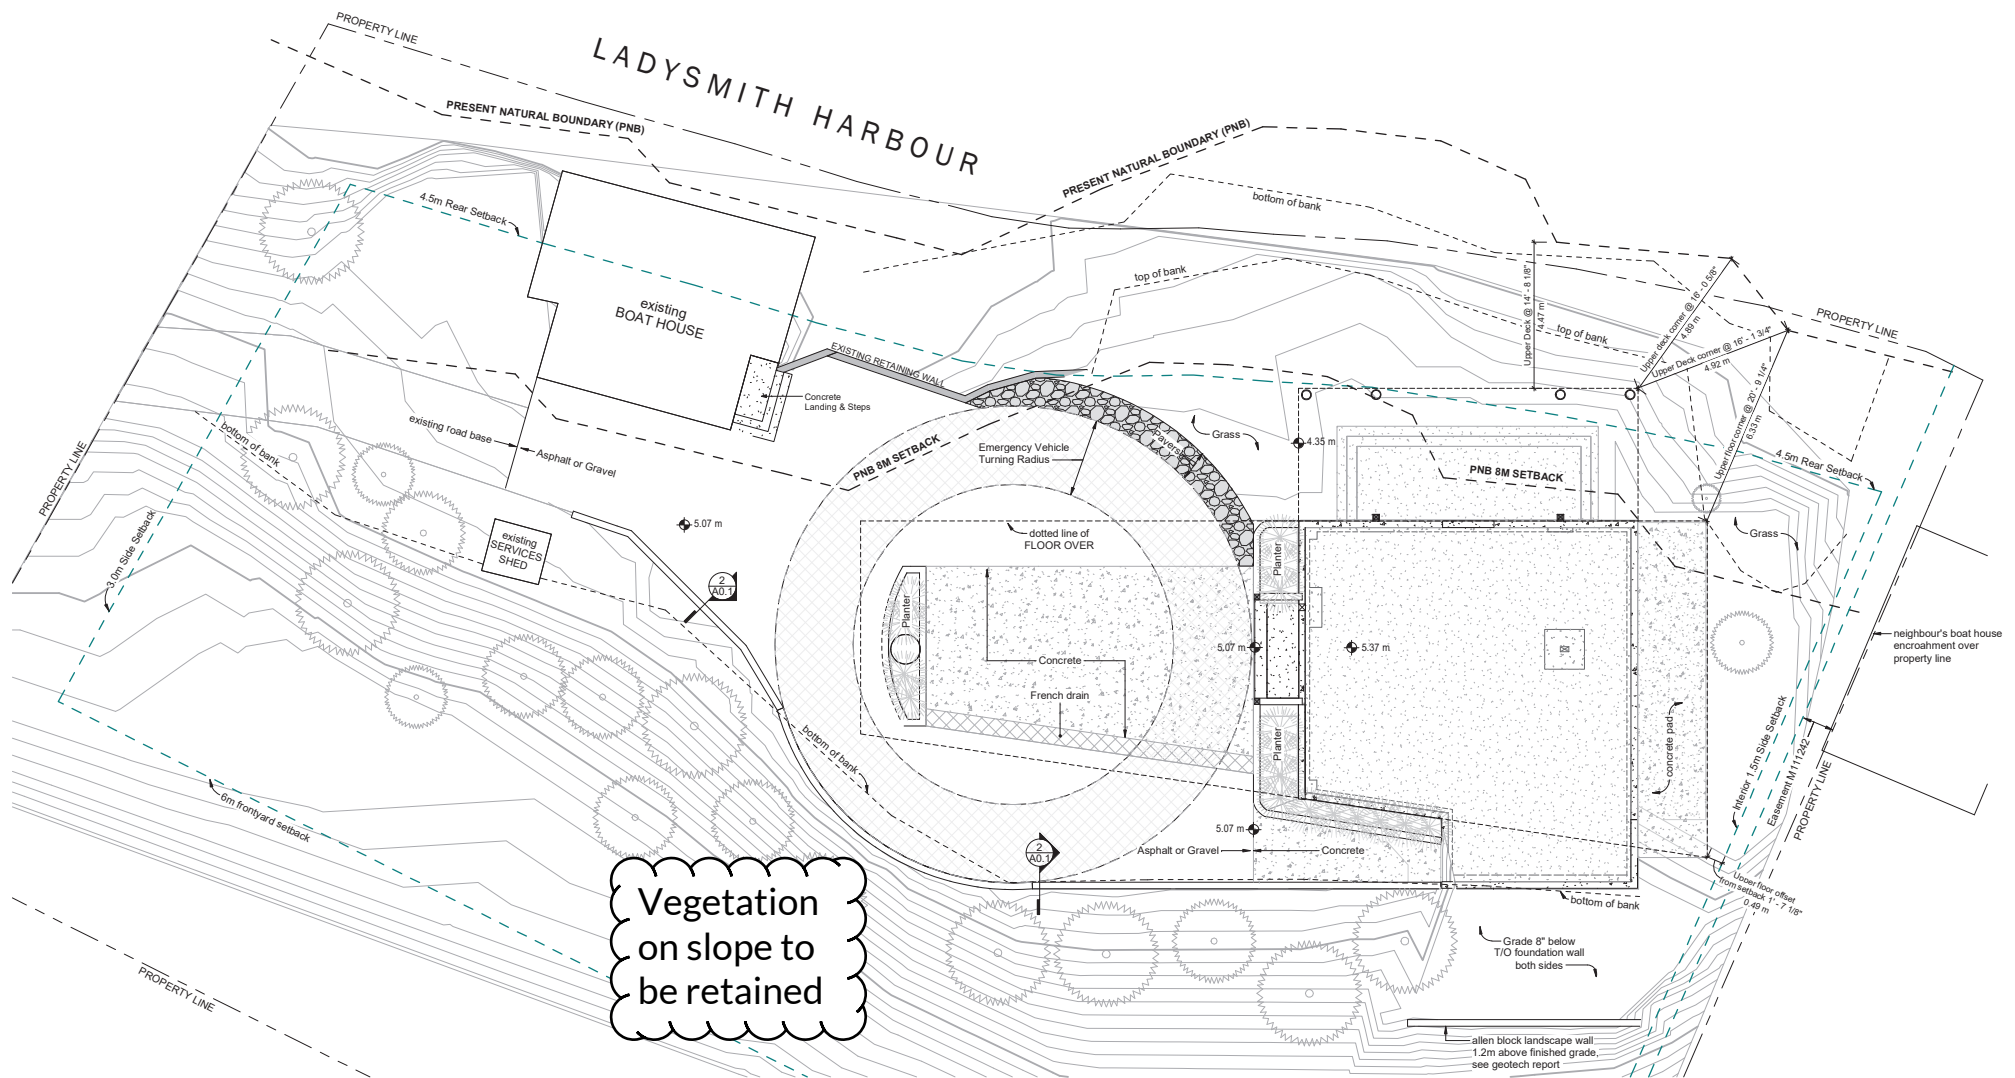 PROPERTY LINE
LADYSMITH HARBOUR
PRESENT NATURAL BOUNDARY (PNB)
PRESENT NATURAL BOUNDARY (PNB)
bottom of bank
4.5m Rear Setback
top of bank
Upper Deck @ 14' - 8 1/8"
4.47 m
Upper deck corner @ 16' - 0 5/8"
4.89 m
top of bank
Upper Deck corner @ 16' - 1 3/4"
4.92 m
PROPERTY LINE
existing
BOAT HOUSE
EXISTING RETAINING WALL
Concrete
Landing & Steps
Upper floor corner @ 20' - 9 1/4"
6.33 m
existing road base
Asphalt or Gravel
bottom of bank
PROPERTY LINE
PNB 8M SETBACK
Emergency Vehicle
Turning Radius
Pavers
Grass
4.35 m
PNB 8M SETBACK
4.5m Rear Setback
5.07 m
existing
SERVICES
SHED
3.0m Side Setback
dotted line of
FLOOR OVER
Grass
Planter
Planter
2
A0.1
5.07 m
5.37 m
neighbour's boat house
encroahment over
property line
Concrete
French drain
Planter
concrete pad
Interior 1.5m Side Setback
Easement M111242
PROPERTY LINE
bottom of bank
6m frontyard setback
5.07 m
2
A0.1
Asphalt or Gravel
Concrete
Upper floor offset
from setback 1' - 7 1/8"
0.49 m
bottom of bank
Vegetation
on slope to
be retained
Grade 8" below
T/O foundation wall
both sides
PROPERTY LINE
allen block landscape wall
1.2m above finished grade,
see geotech report